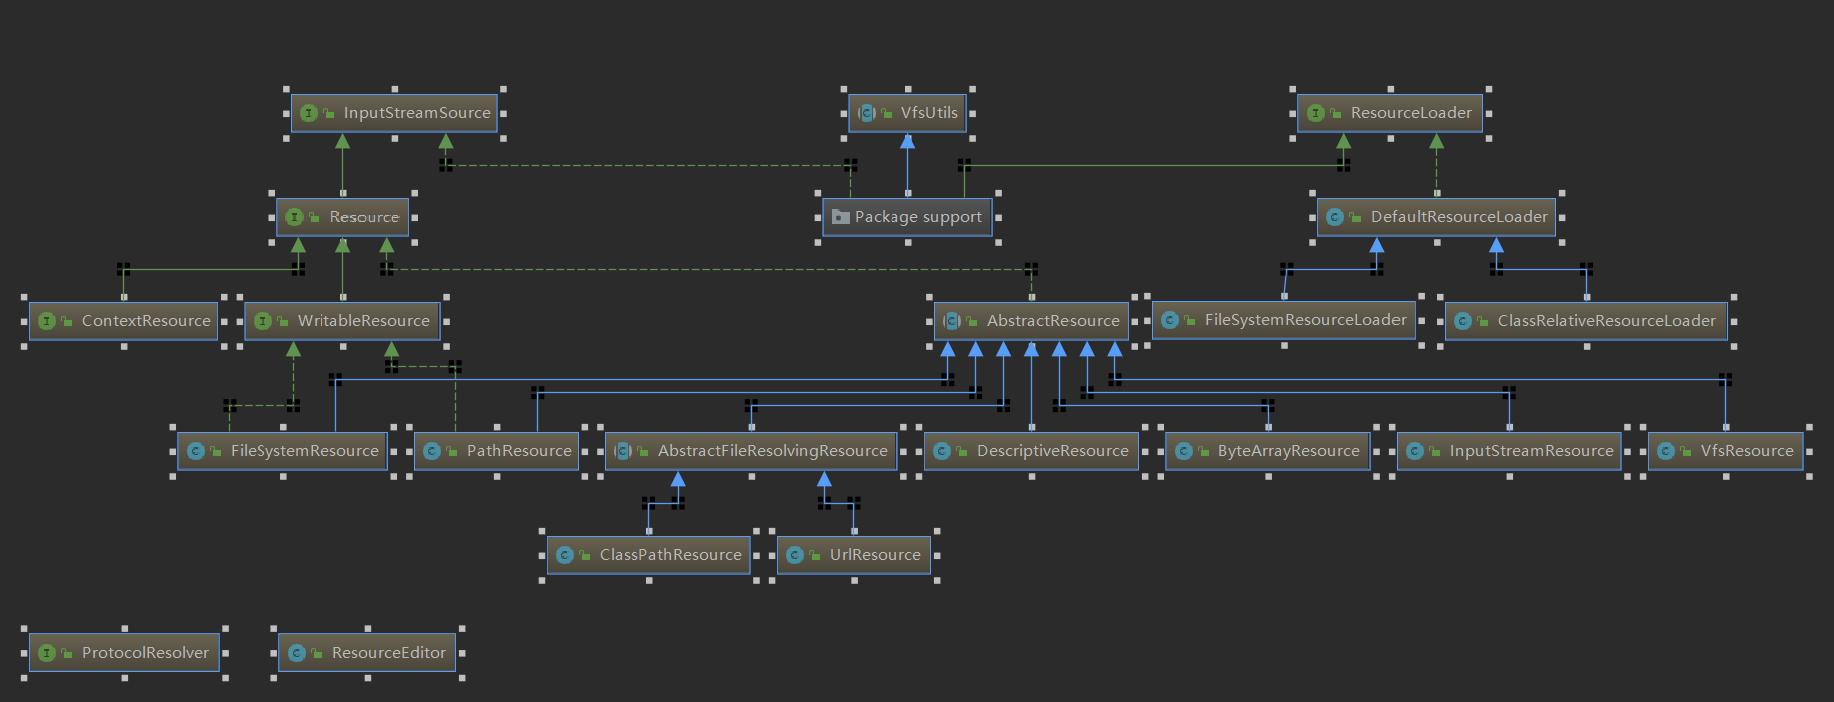 InputStreamSource
VfsUtils
ResourceLoader
Resource
Package support
DefaultResourceLoader
ContextResource
WritableResource
AbstractResource
FileSystemResourceLoader
ClassRelativeResourceLoader
FileSystemResource
PathResource
AbstractFileResolvingResource
DescriptiveResource
ByteArrayResource
InputStreamResource
VfsResource
ClassPathResource
UrlResource
ProtocolResolver
ResourceEditor